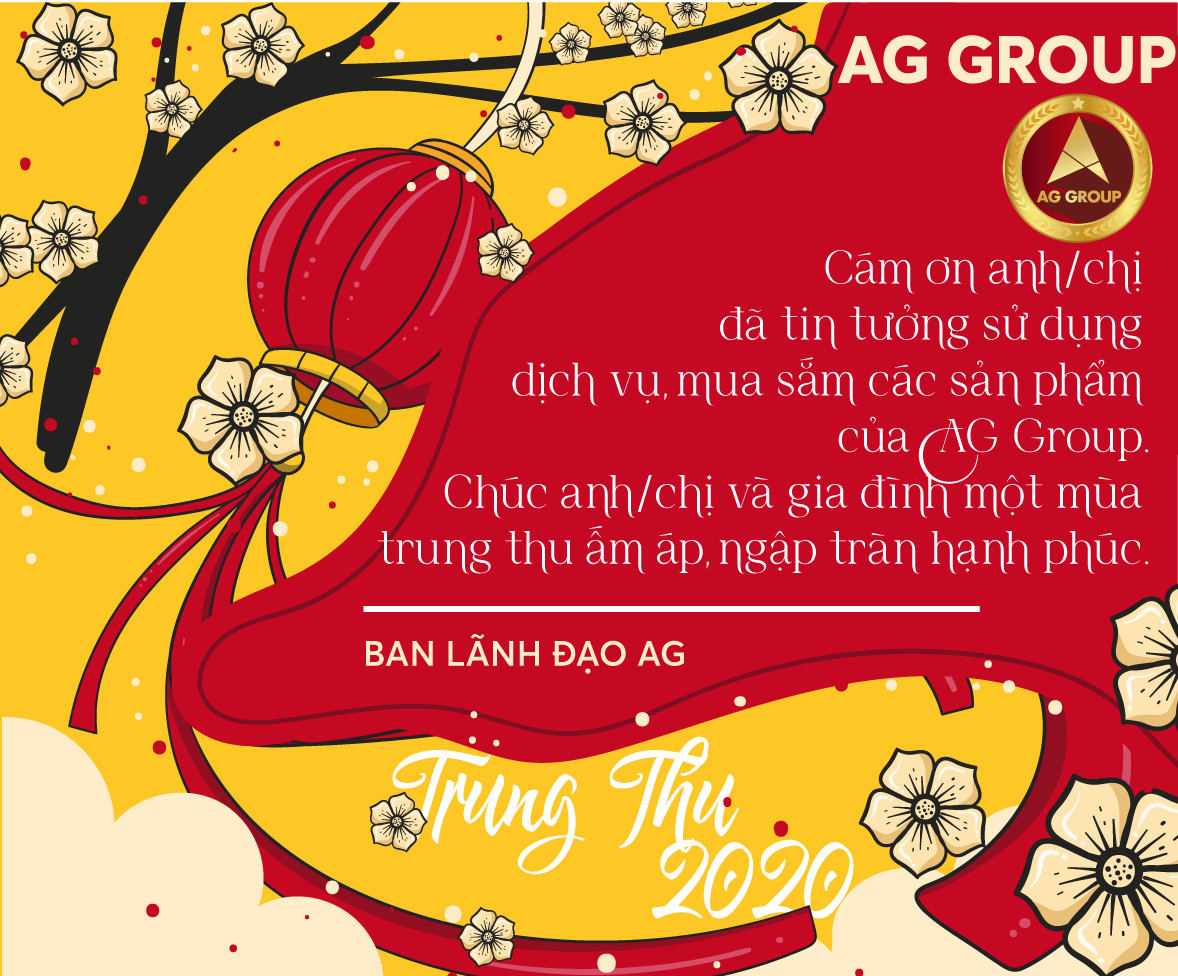 AG GROUP
AG GROUP
Cám ơn anh/chị
đã tin tưởng sử dụng
dịch vụ, mua sắm các sản phẩm
của AG Group.
Chúc anh/chị và gia đình một mùa
trung thu ấm áp, ngập tràn hạnh phúc.
BAN LÃNH ĐẠO AG
Trung Thu
2020